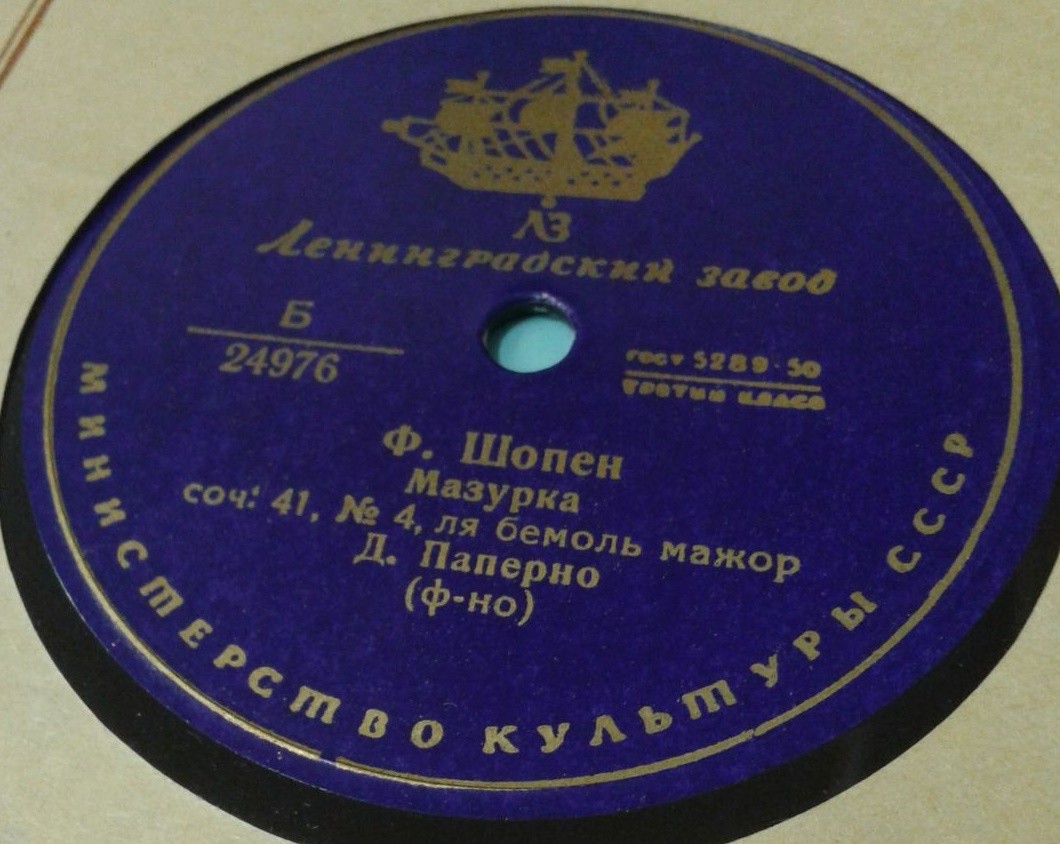 ЛЗ
Ленинградский завод
Б
24976
ГОСТ 5289-50
ТРЕТИЙ КЛАСС
Ф. Шопен
Мазурка
соч: 41, № 4, ля бемоль мажор
Д. Паперно
(ф-но)
МИНИСТЕРСТВО КУЛЬТУРЫ СССР